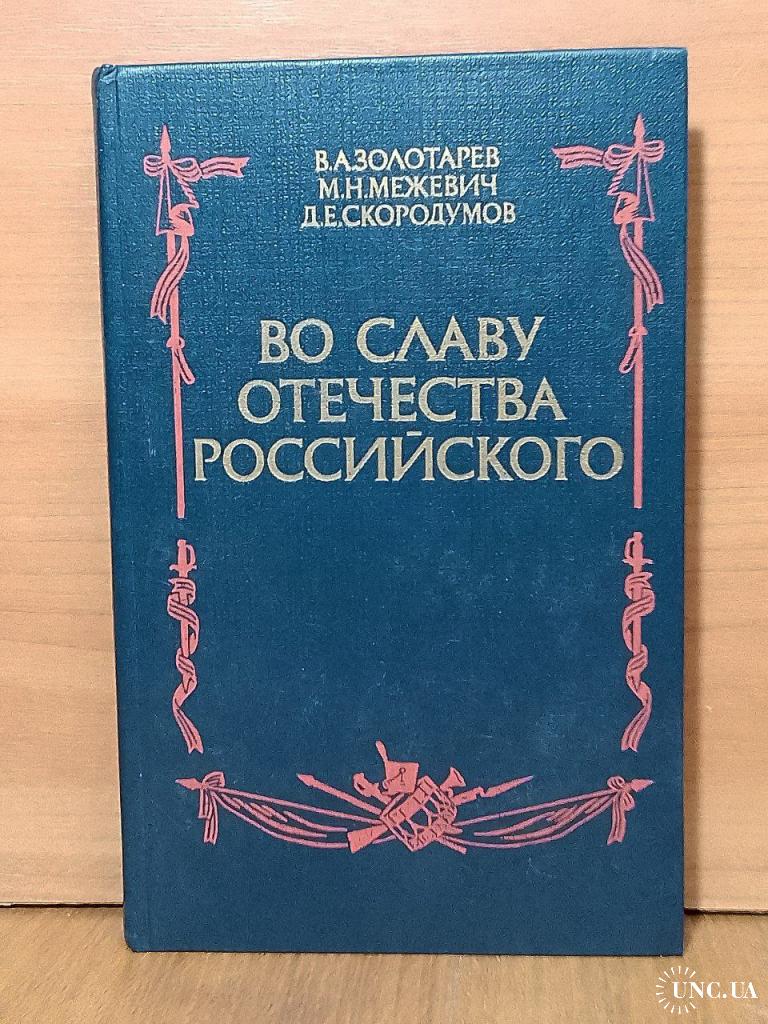 В.А.ЗОЛОТАРЕВ
М.Н.МЕЖЕВИЧ
Д.Е.СКОРОДУМОВ
ВО СЛАВУ
ОТЕЧЕСТВА
РОССИЙСКОГО
UNC.UA